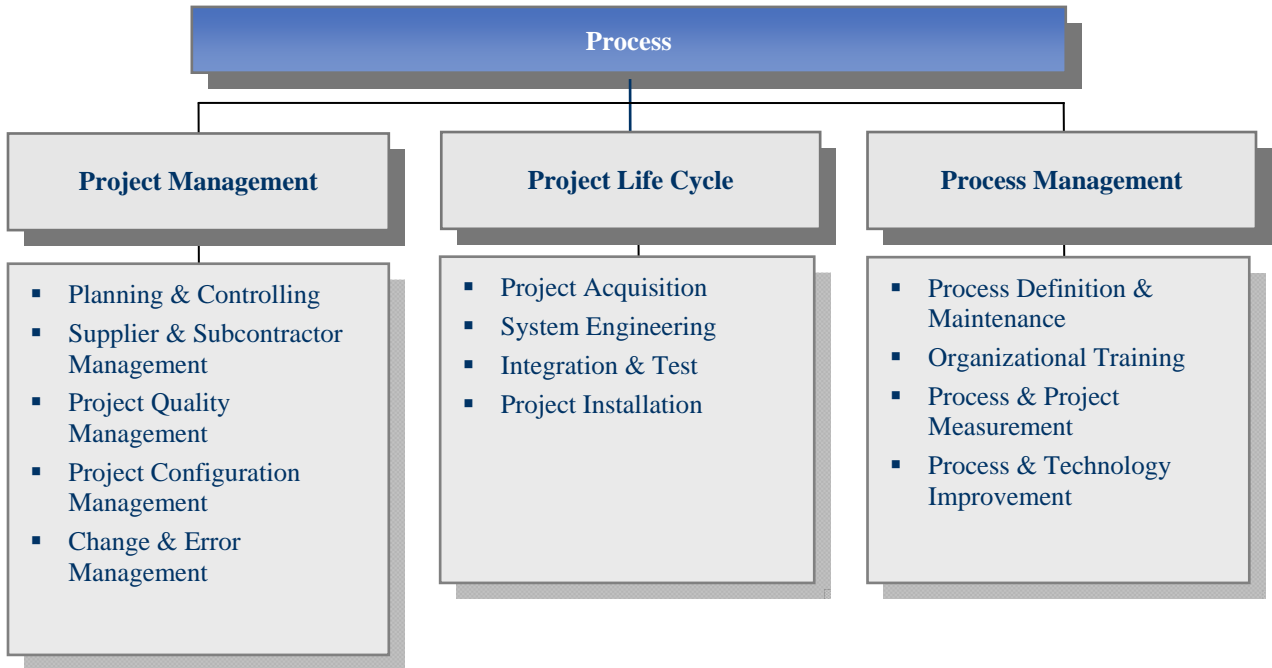 Process
Project Management
Planning & Controlling
Supplier & Subcontractor
Management
Project Quality
Management
Project Configuration
Management
Change & Error
Management
Project Life Cycle
Project Acquisition
System Engineering
Integration & Test
Project Installation
Process Management
Process Definition &
Maintenance
Organizational Training
Process & Project
Measurement
Process & Technology
Improvement